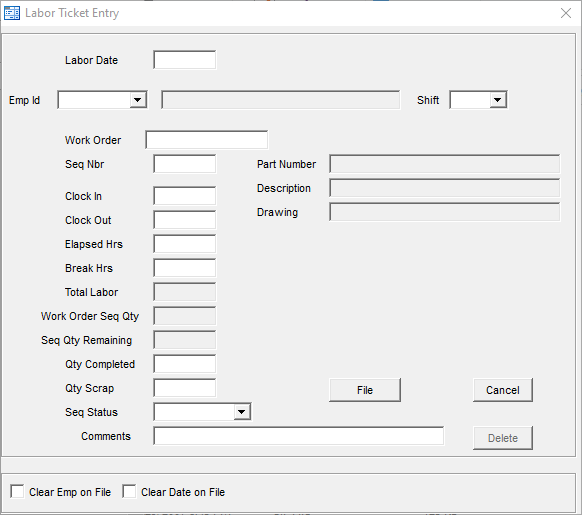 Labor Ticket Entry
Labor Date
Emp Id Shift
Work Order
Seq Nbr Part Number
Description
Clock In
Clock Out Drawing
Elapsed Hrs
Break Hrs
Total Labor
Work Order Seq Qty
Seq Qty Remaining
Qty Completed
Qty Scrap File Cancel
Seq Status
Comments Delete
Clear Emp on File Clear Date on File